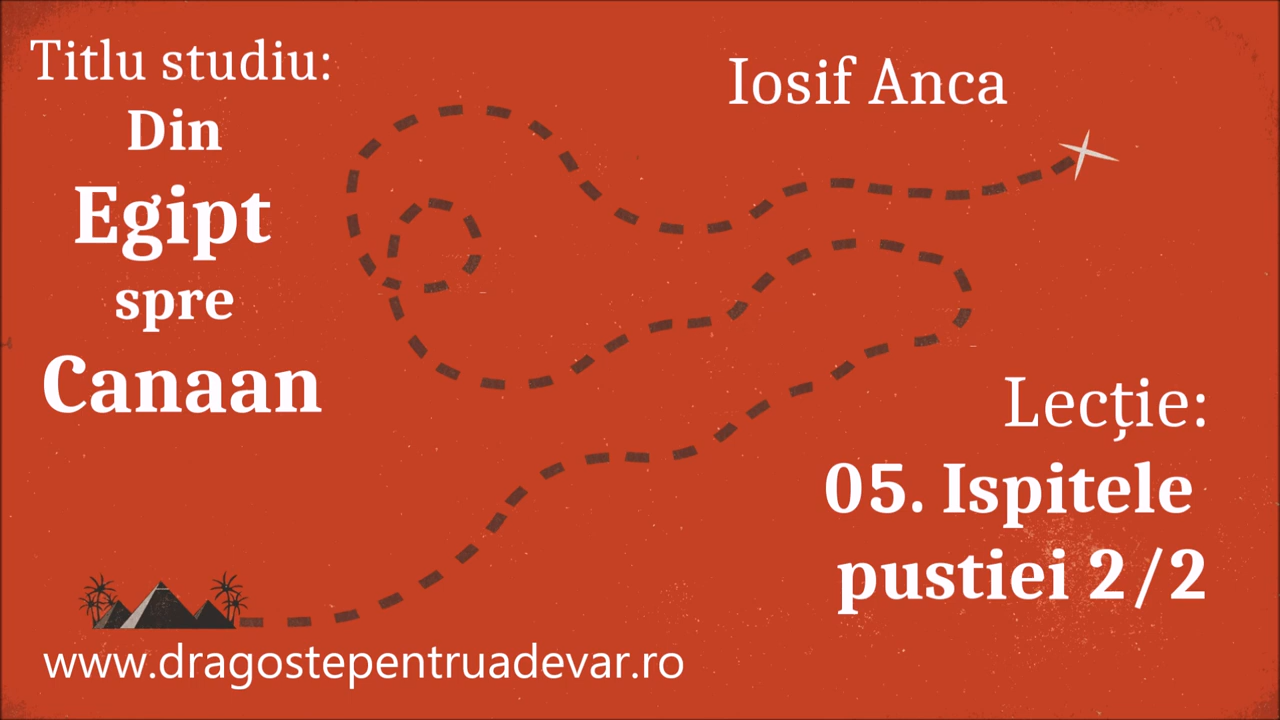 Titlu studiu:
Din
Egipt
spre
Canaan
Iosif Anca
Lecție:
05. Ispitele
pustiei 2/2
www.dragostepentruadevar.ro